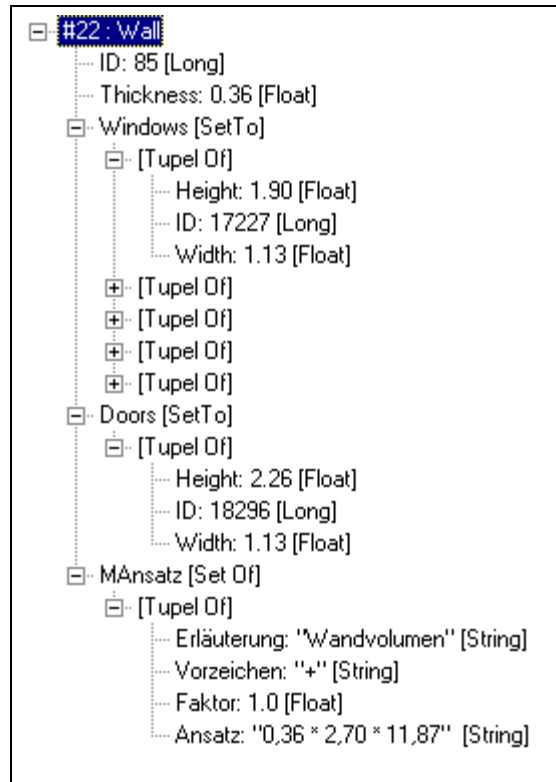 #22 : Wall
ID: 85 [Long]
Thickness: 0.36 [Float]
Windows [SetTo]
[Tupel Of]
Height: 1.90 [Float]
ID: 17227 [Long]
Width: 1.13 [Float]
[Tupel Of]
[Tupel Of]
[Tupel Of]
[Tupel Of]
Doors [SetTo]
[Tupel Of]
Height: 2.26 [Float]
ID: 18296 [Long]
Width: 1.13 [Float]
MAnsatz [Set Of]
[Tupel Of]
Erläuterung: "Wandvolumen" [String]
Vorzeichen: "+" [String]
Faktor: 1.0 [Float]
Ansatz: "0,36 * 2,70 * 11,87" [String]